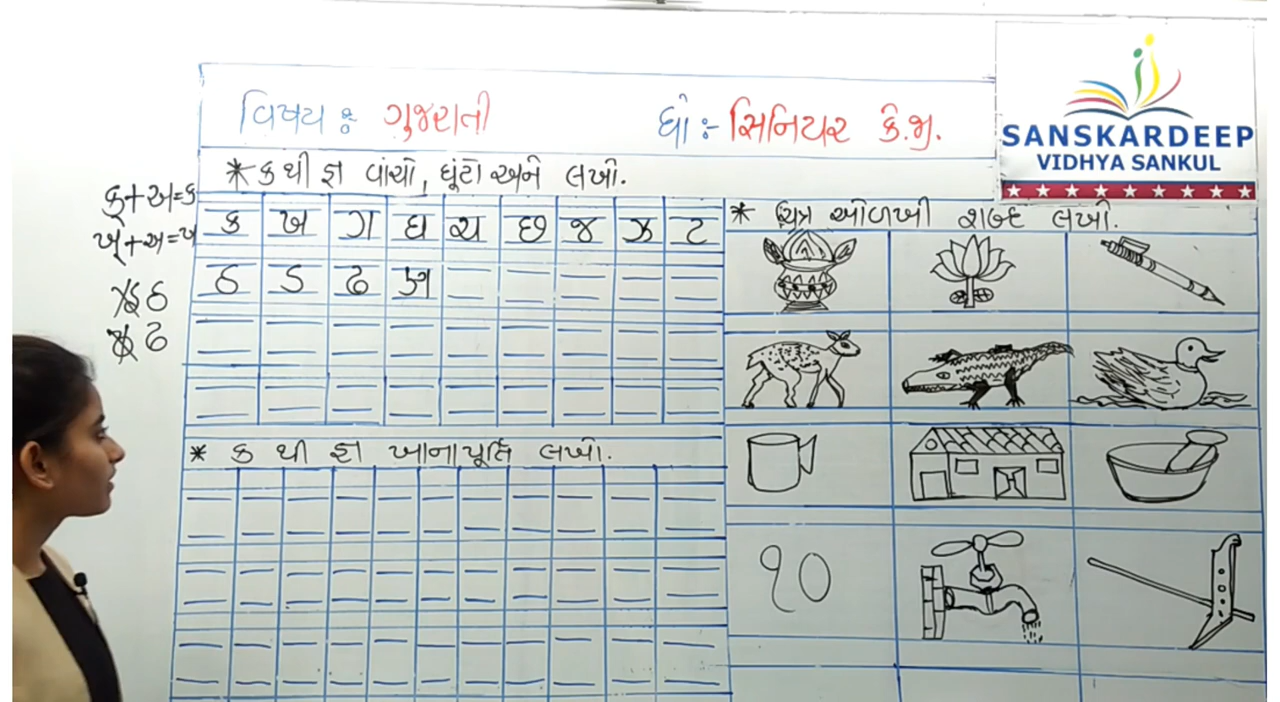 વિષય : ગુજરાતી
ધો :- સિનિયર કે.જી.
SANSKARDEEP
VIDHYA SANKUL
* ક થી જ્ઞ વાંચો, ઘૂંટો અને લખો.
ક્ + અ = ક
ખ્ + અ = ખ
ઠ
ઢ
ક ખ ગ ઘ ચ છ જ ઝ ટ
ઠ ડ ઢ ણ
* ક થી જ્ઞ ખાનાપૂર્તિ લખો.
* ચિત્ર ઓળખી શબ્દ લખો.
૧૦